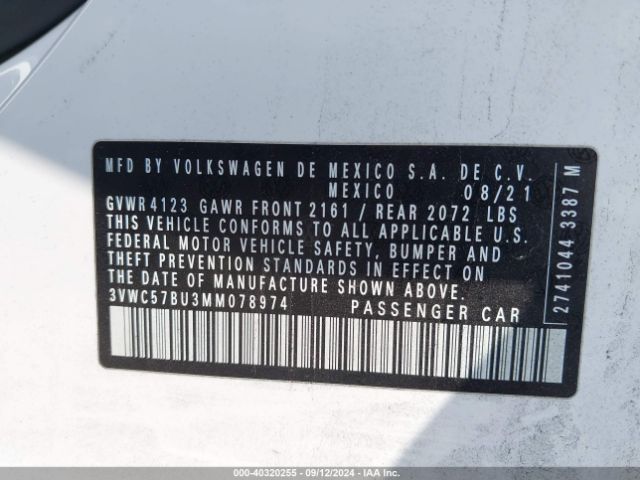 MFD BY VOLKSWAGEN DE MEXICO S.A. DE C.V.
MEXICO 08/21
GVWR 4123 GAWR FRONT 2161 / REAR 2072 LBS
THIS VEHICLE CONFORMS TO ALL APPLICABLE U.S.
FEDERAL MOTOR VEHICLE SAFETY, BUMPER AND
THEFT PREVENTION STANDARDS IN EFFECT ON
THE DATE OF MANUFACTURE SHOWN ABOVE.
3VWC57BU3MM078974 PASSENGER CAR
2741044 3387 M
000-40320255 - 09/12/2024 - IAA Inc.